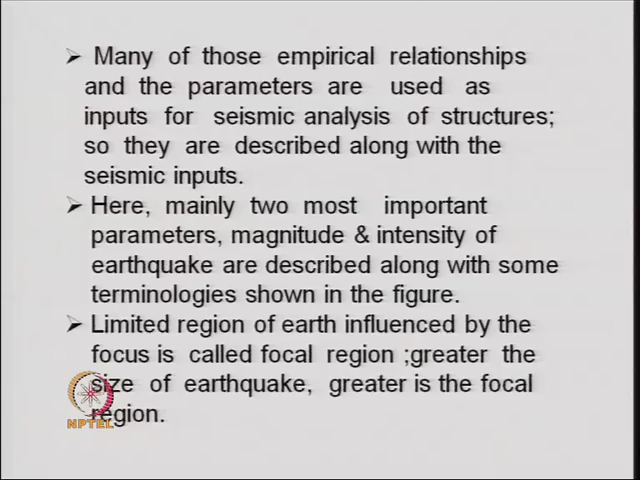 ➢ Many of those empirical relationships
and the parameters are used as
inputs for seismic analysis of structures;
so they are described along with the
seismic inputs.
➢ Here, mainly two most important
parameters, magnitude & intensity of
earthquake are described along with some
terminologies shown in the figure.
➢ Limited region of earth influenced by the
focus is called focal region ;greater the
size of earthquake, greater is the focal
region.
NPTEL